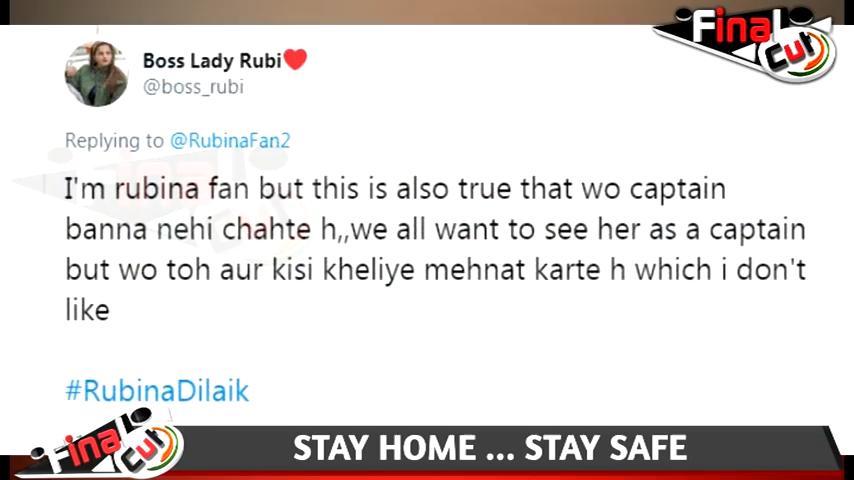 Final
Cut
Boss Lady Rubi❤️
@boss_rubi
Replying to @RubinaFan2
Final
Cut
I'm rubina fan but this is also true that wo captain
banna nehi chahte h,,we all want to see her as a captain
but wo toh aur kisi kheliye mehnat karte h which i don't
like
#RubinaDilaik
Final
Cut
STAY HOME ... STAY SAFE